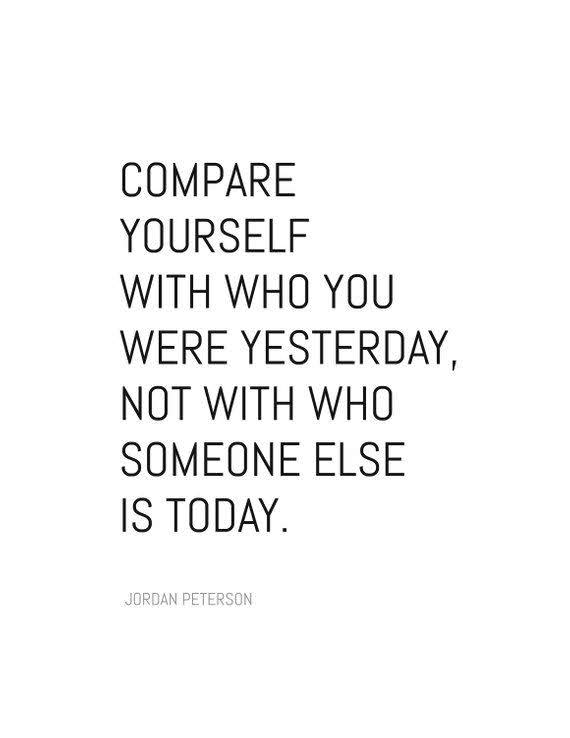 COMPARE
YOURSELF
WITH WHO YOU
WERE YESTERDAY,
NOT WITH WHO
SOMEONE ELSE
IS TODAY.
JORDAN PETERSON